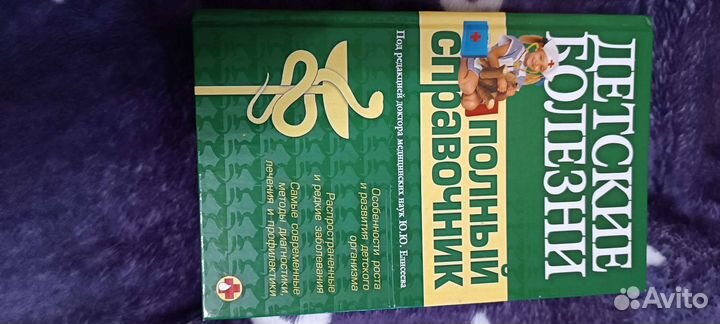 ДЕТСКИЕ
БОЛЕЗНИ
ПОЛНЫЙ
справочник
Под редакцией доктора медицинских наук Ю.Ю. Елисеева
Особенности роста
и развития детского
организма
Распространенные
и редкие заболевания
Самые современные
методы диагностики,
лечения и профилактики
Avito